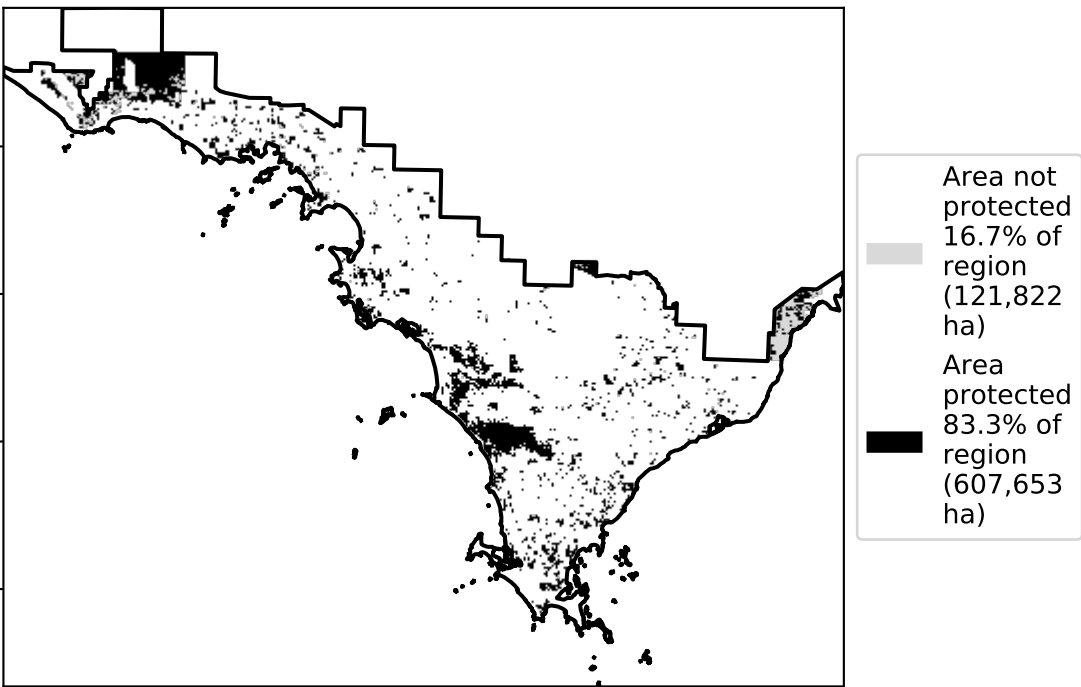 Area not
protected
16.7% of
region
(121,822
ha)
Area
protected
83.3% of
region
(607,653
ha)